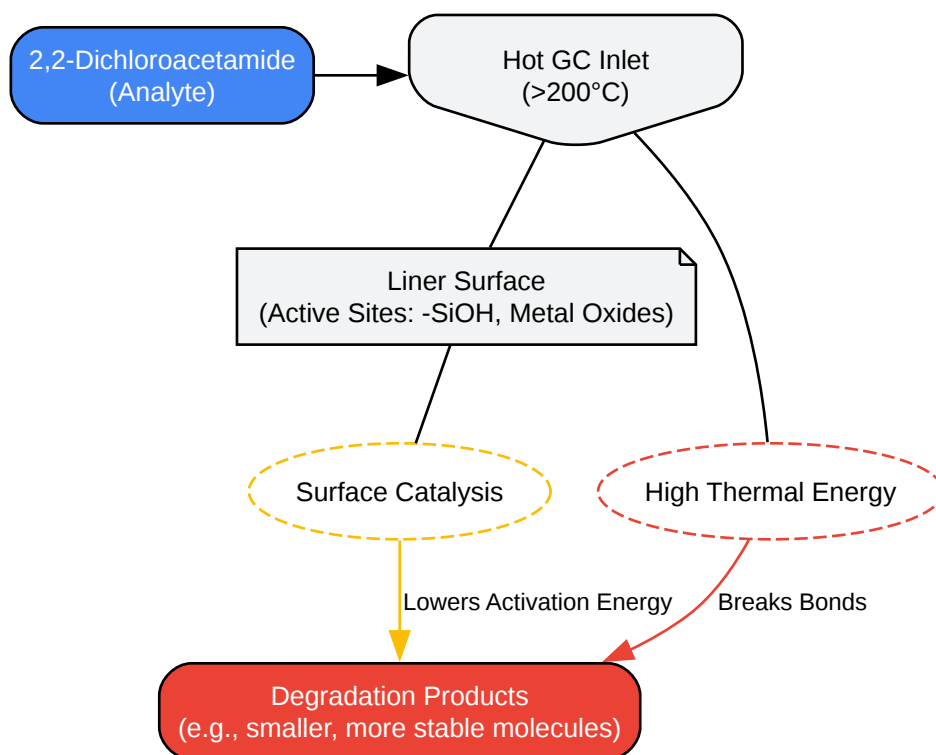 2,2-Dichloroacetamide
(Analyte)
Hot GC Inlet
(>200°C)
Liner Surface
(Active Sites: -SiOH, Metal Oxides)
Surface Catalysis
High Thermal Energy
Lowers Activation Energy
Breaks Bonds
Degradation Products
(e.g., smaller, more stable molecules)